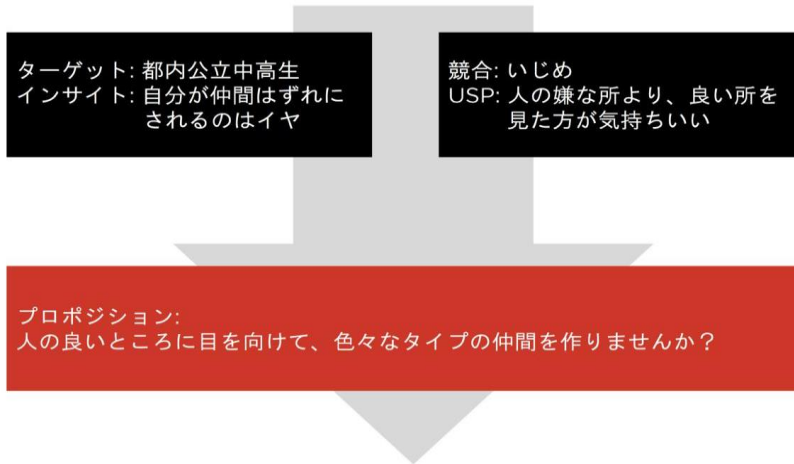 ターゲット: 都内公立中高生
インサイト: 自分が仲間はずれに
されるのはイヤ
競合: いじめ
USP: 人の嫌な所より、良い所を
見た方が気持ちいい
プロポジション:
人の良いところに目を向けて、色々なタイプの仲間を作りませんか？